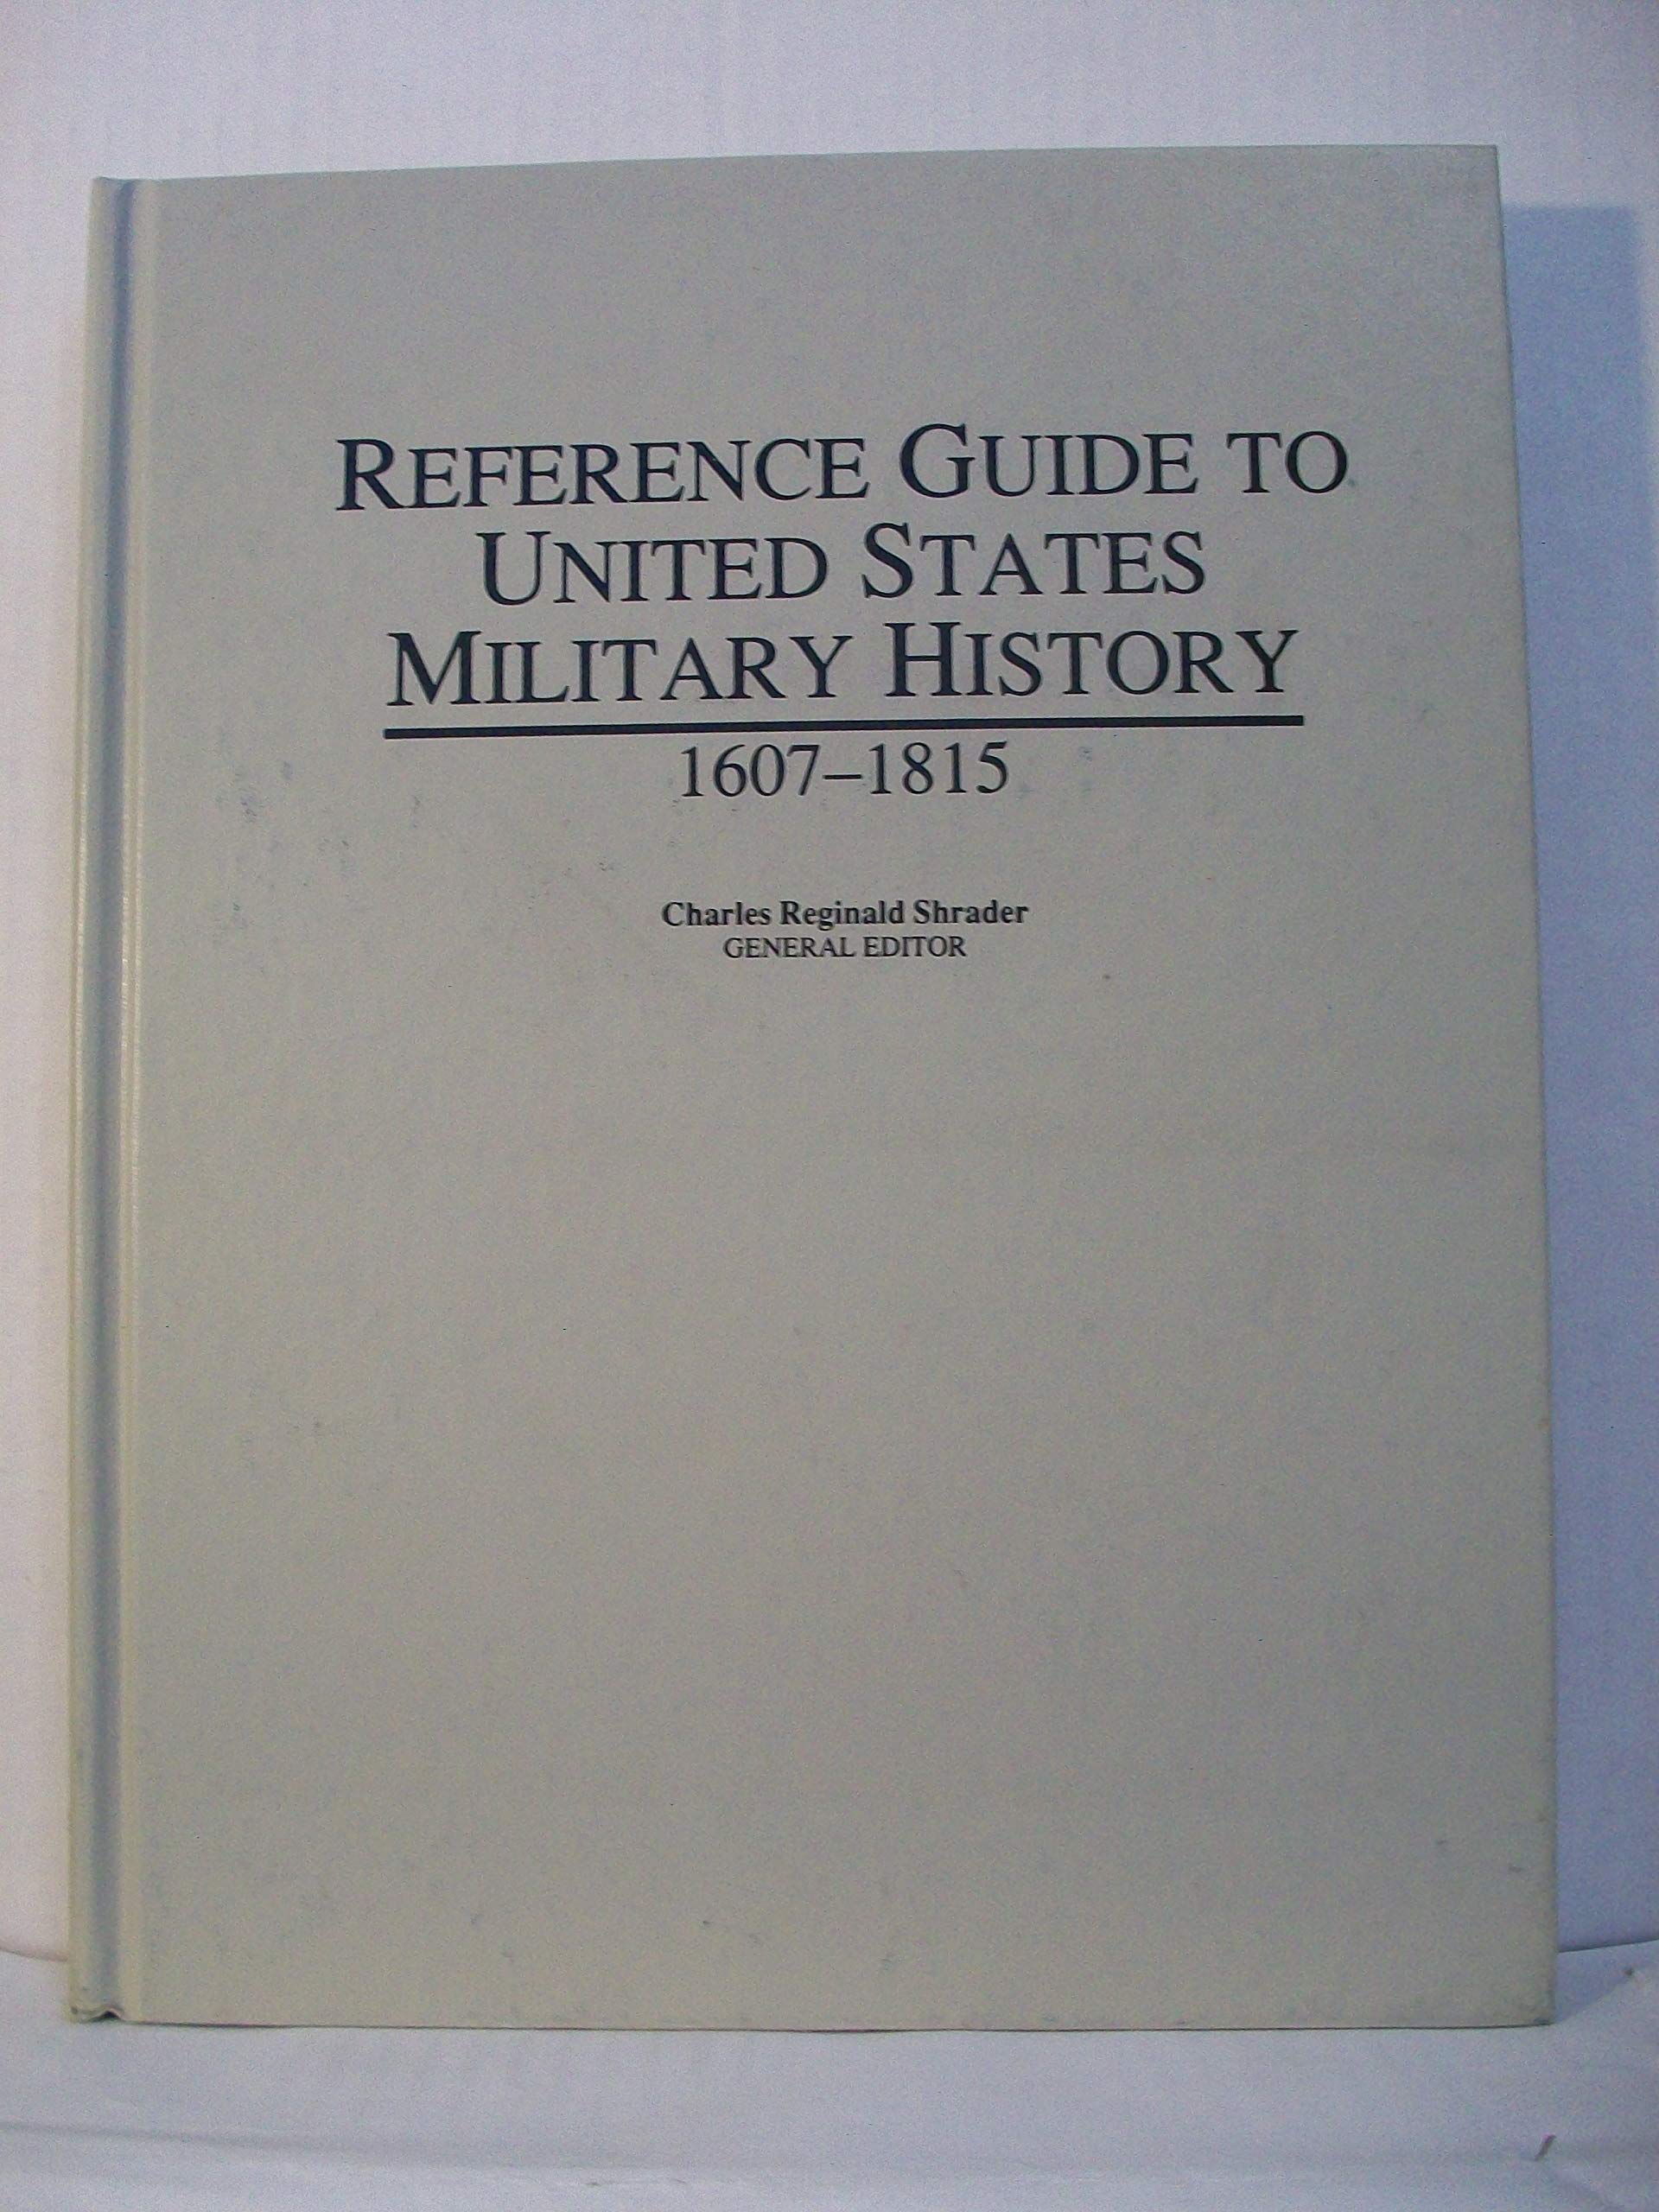 REFERENCE GUIDE TO
UNITED STATES
MILITARY HISTORY
1607–1815
Charles Reginald Shrader
GENERAL EDITOR